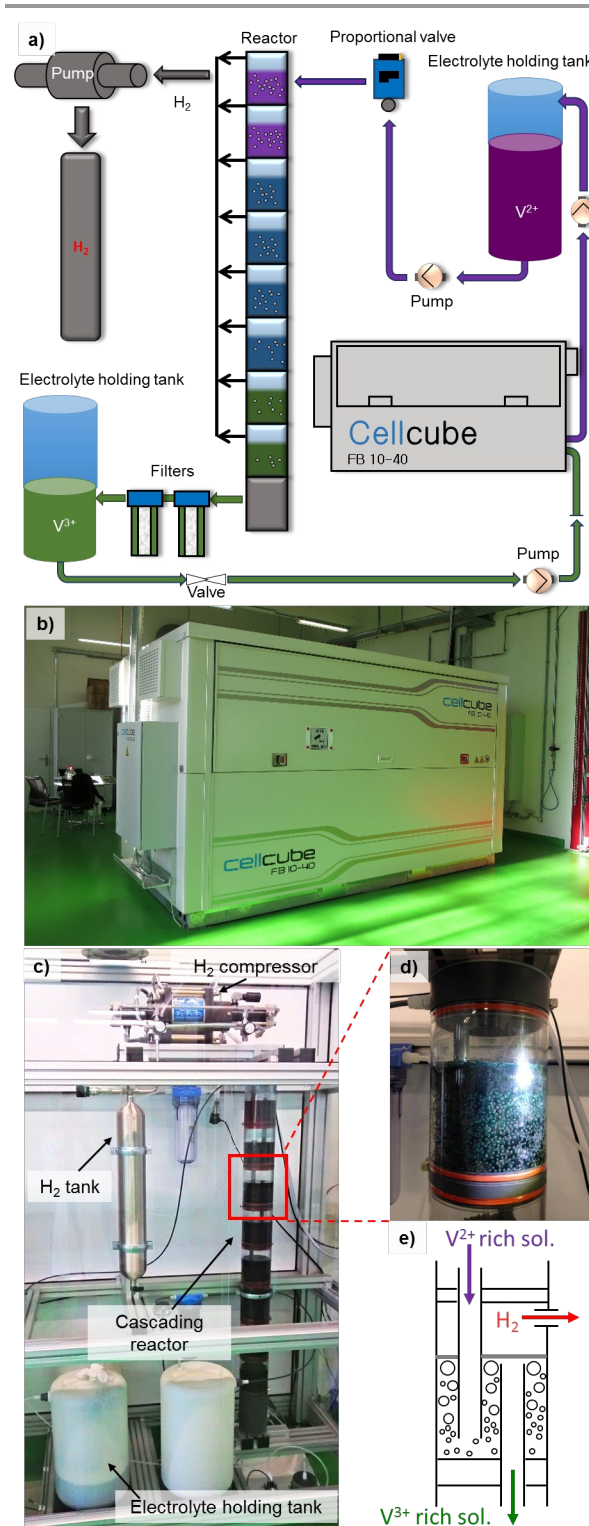 a)
Reactor
Proportional valve
Electrolyte holding tank
Pump
H₂
H₂
V²⁺
Pump
Electrolyte holding tank
Cellcube
FB 10-40
Filters
V³⁺
Valve
Pump
b)
cellcube
FB 10-40
cellcube
FB 10-40
c)
H₂ compressor
d)
H₂ tank
Cascading
reactor
Electrolyte holding tank
e)
V²⁺ rich sol.
H₂
V³⁺ rich sol.